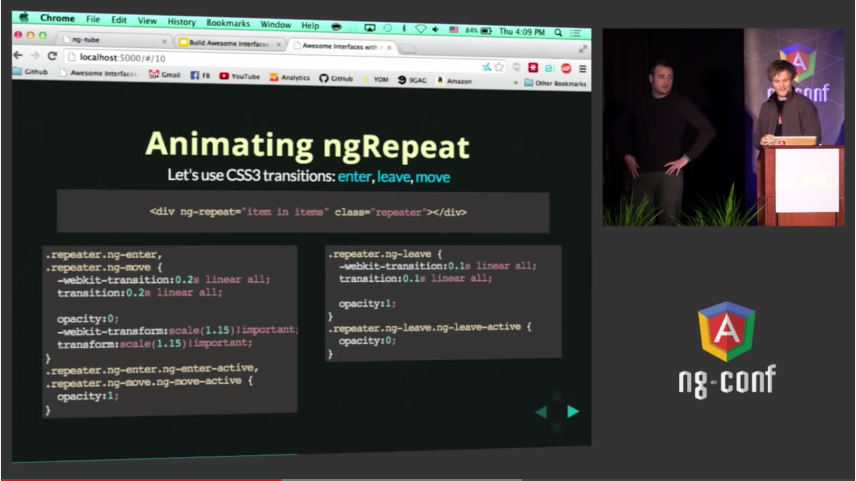 Chrome File Edit View History Bookmarks Window Help 84% Thu 4:09 PM
ng-tube
Build Awesome Interfaces
Awesome Interfaces with
localhost:5000/#/10
Github Awesome Interfaces Gmail FB YouTube Analytics GitHub YOM 9GAG Amazon » Other Bookmarks
Animating ngRepeat
Let's use CSS3 transitions: enter, leave, move
<div ng-repeat="item in items" class="repeater"></div>
.repeater.ng-enter,
.repeater.ng-move {
-webkit-transition:0.2s linear all;
transition:0.2s linear all;
opacity:0;
-webkit-transform:scale(1.15)!important;
transform:scale(1.15)!important;
}
.repeater.ng-enter.ng-enter-active,
.repeater.ng-move.ng-move-active {
opacity:1;
}
.repeater.ng-leave {
-webkit-transition:0.1s linear all;
transition:0.1s linear all;
opacity:1;
}
.repeater.ng-leave.ng-leave-active {
opacity:0;
}
A
ng-conf